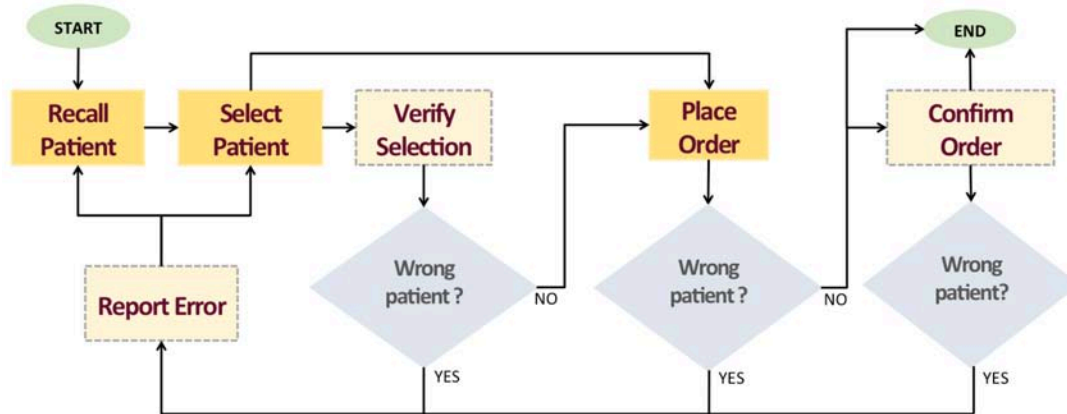 START
END
Recall
Patient
Select
Patient
Verify
Selection
Place
Order
Confirm
Order
Wrong
patient ?
NO
Wrong
patient ?
NO
Wrong
patient?
Report Error
YES
YES
YES